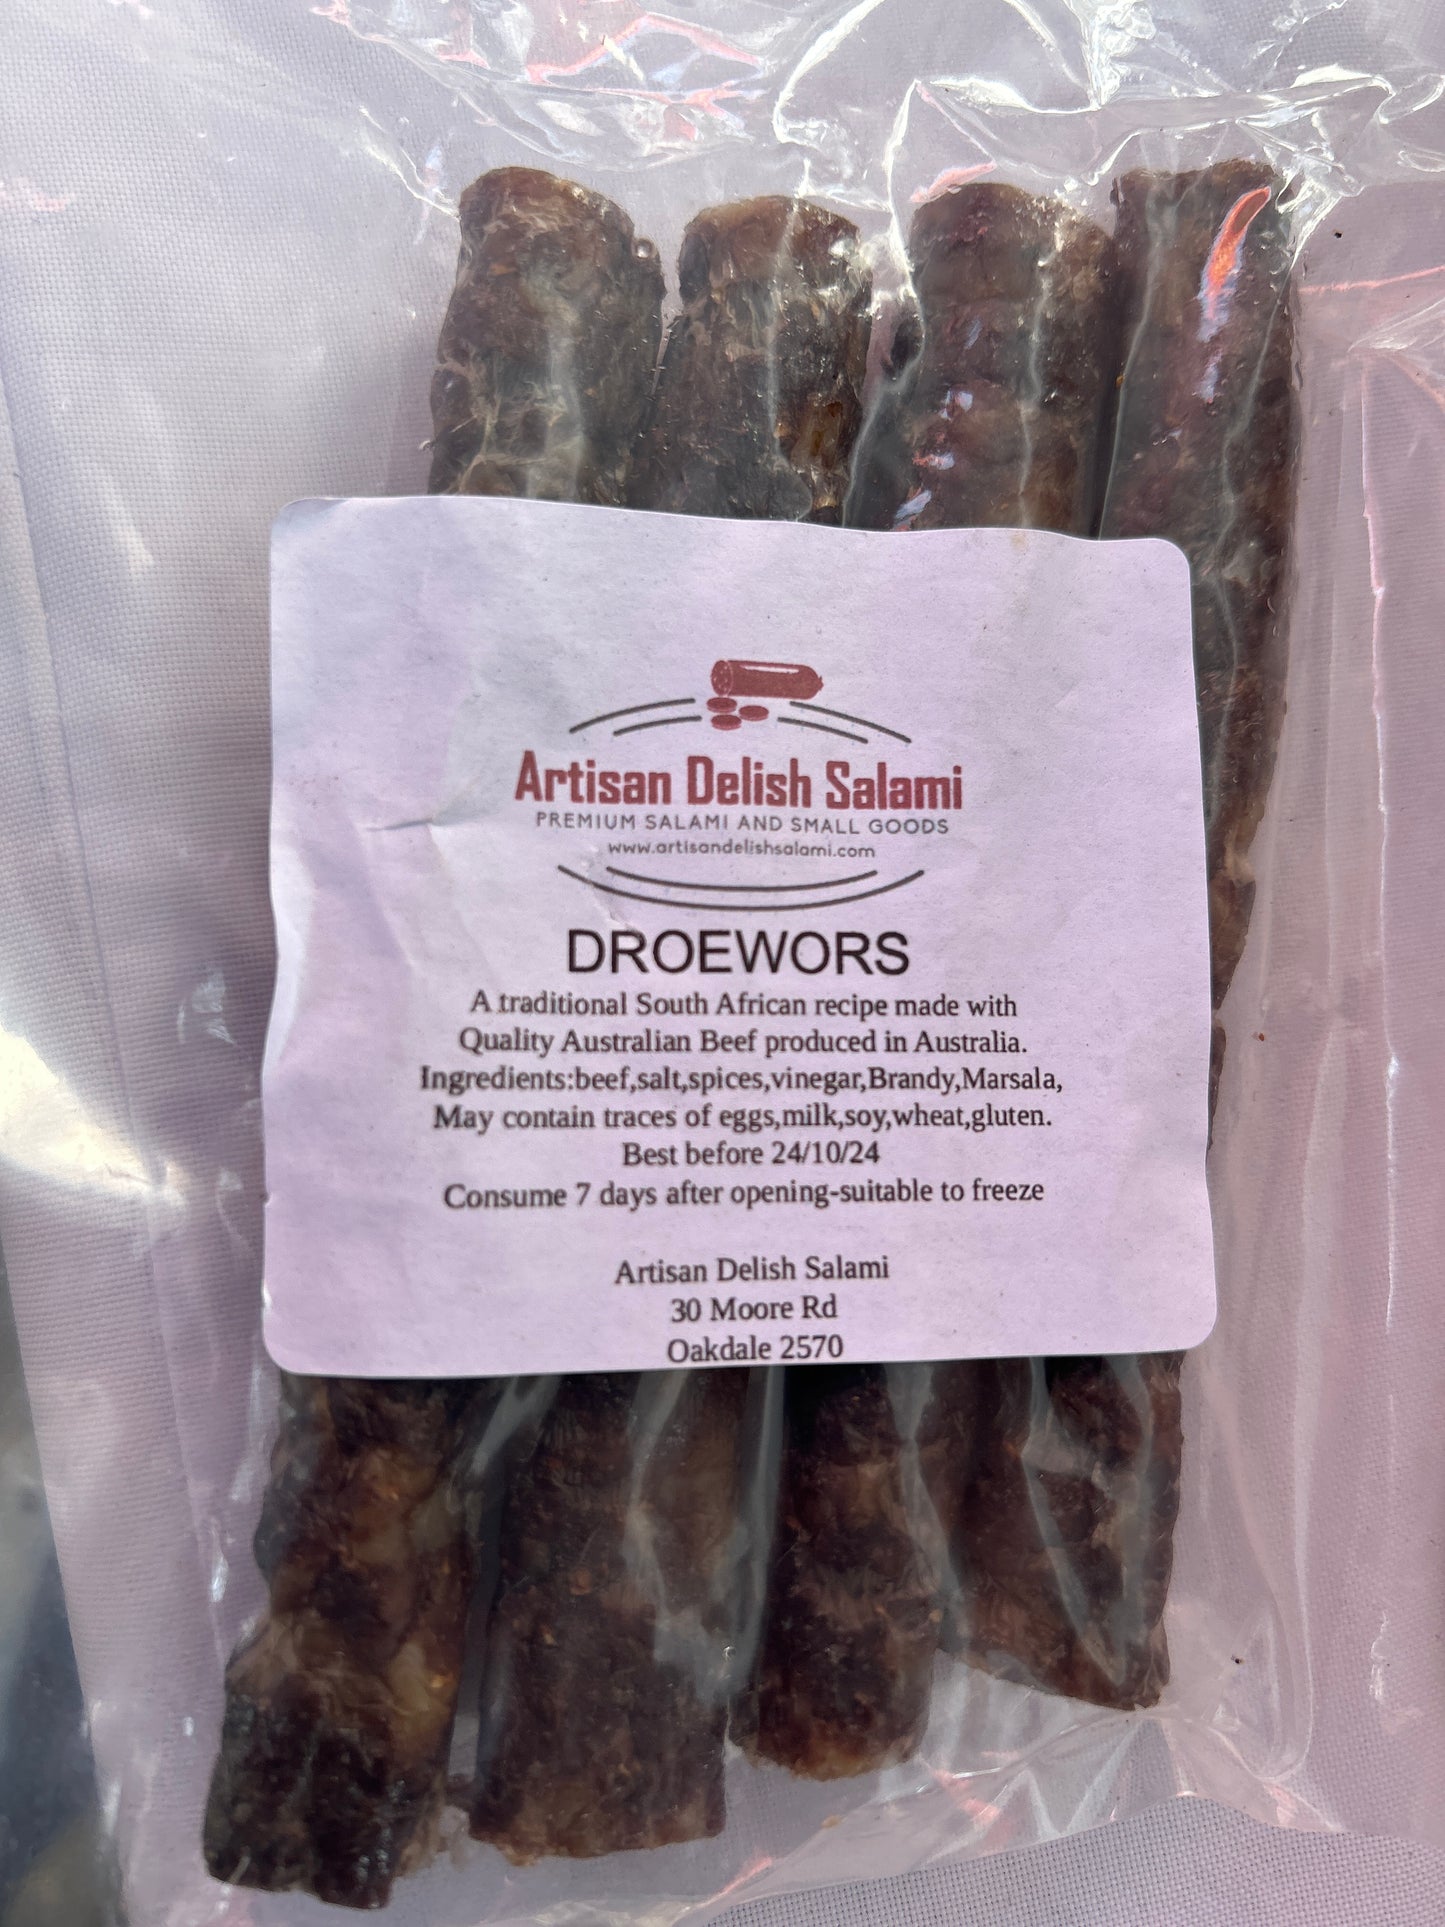 Artisan Delish Salami
PREMIUM SALAMI AND SMALL GOODS
www.artisandelishsalami.com
DROEWORS
A traditional South African recipe made with
Quality Australian Beef produced in Australia.
Ingredients:beef,salt,spices,vinegar,Brandy,Marsala,
May contain traces of eggs,milk,soy,wheat,gluten.
Best before 24/10/24
Consume 7 days after opening-suitable to freeze
Artisan Delish Salami
30 Moore Rd
Oakdale 2570